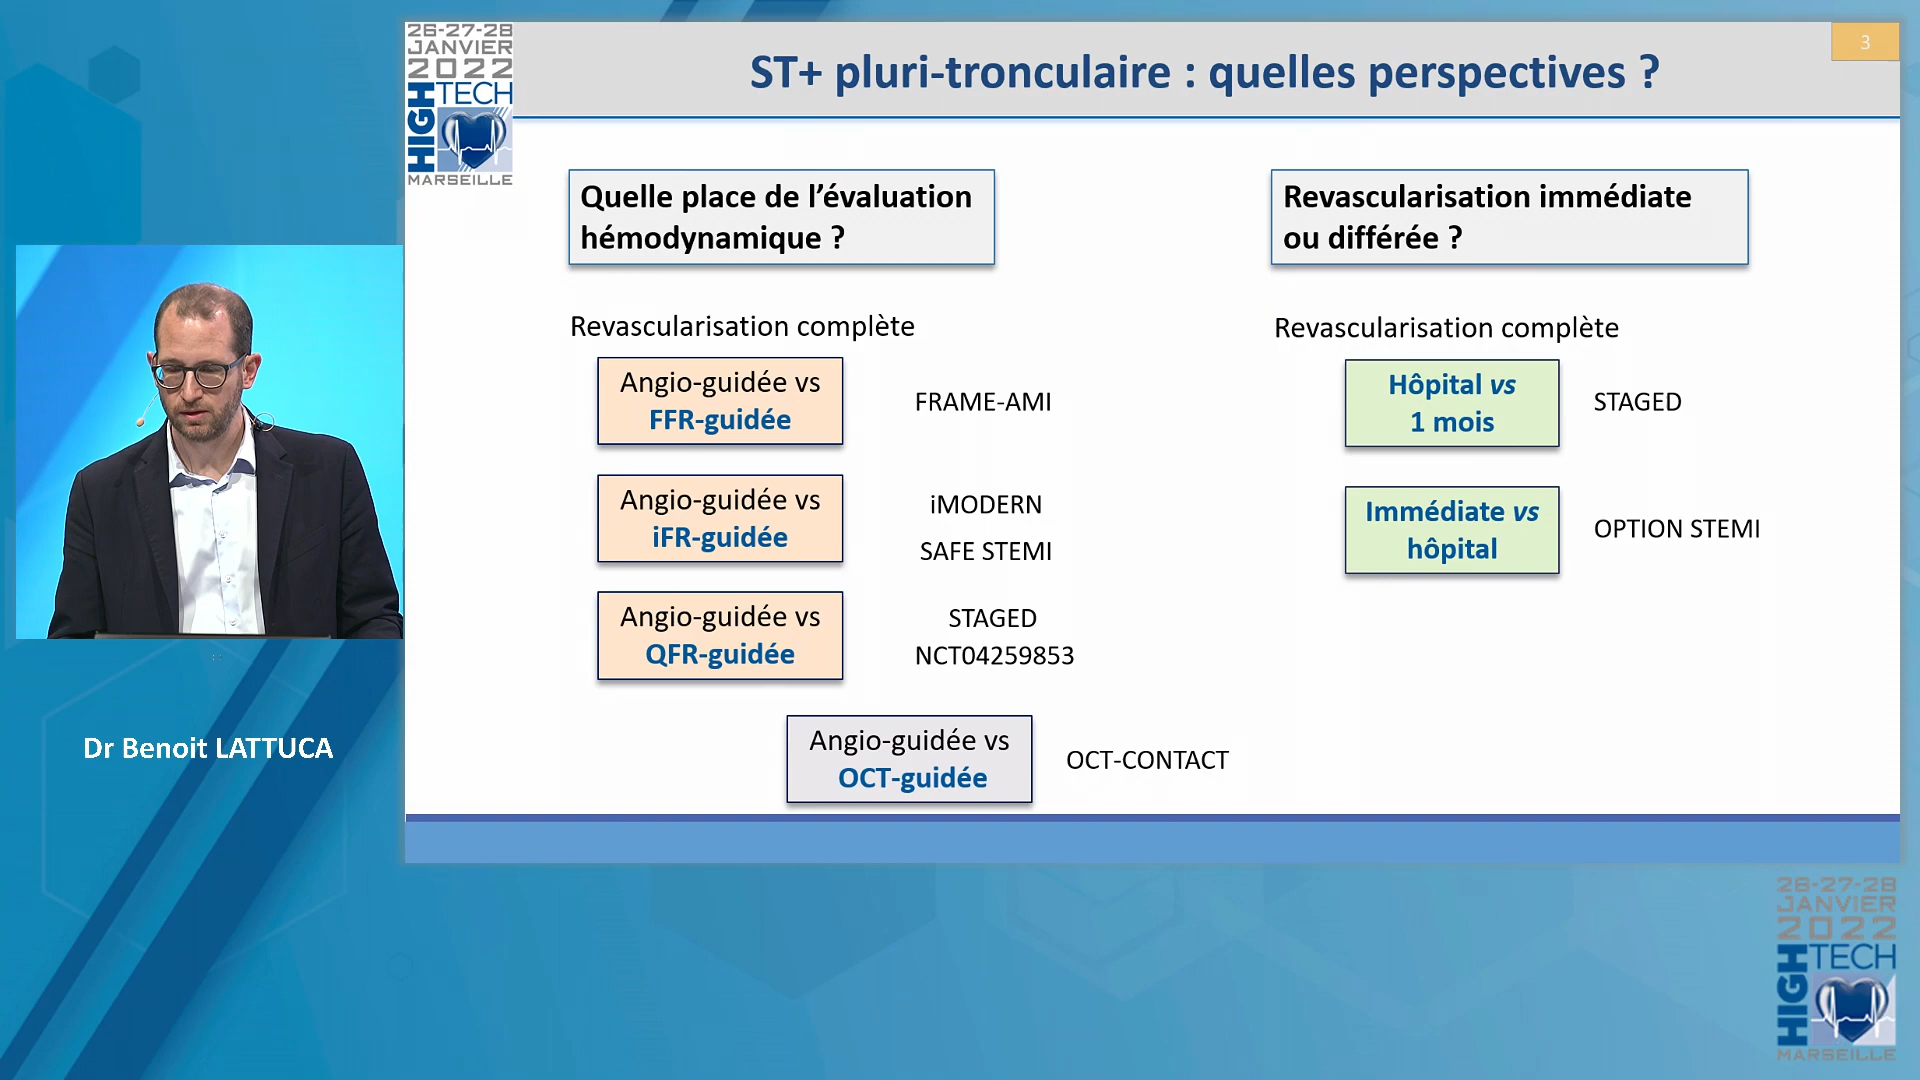 26-27-28
JANVIER
2022
HIGH TECH
MARSEILLE
ST+ pluri-tronculaire : quelles perspectives ?
3
Quelle place de l’évaluation
hémodynamique ?
Revascularisation complète
Angio-guidée vs
FFR-guidée
FRAME-AMI
Angio-guidée vs
iFR-guidée
iMODERN
SAFE STEMI
Angio-guidée vs
QFR-guidée
STAGED
NCT04259853
Angio-guidée vs
OCT-guidée
OCT-CONTACT
Revascularisation immédiate
ou différée ?
Revascularisation complète
Hôpital vs
1 mois
STAGED
Immédiate vs
hôpital
OPTION STEMI
Dr Benoit LATTUCA
26-27-28
JANVIER
2022
HIGH TECH
MARSEILLE